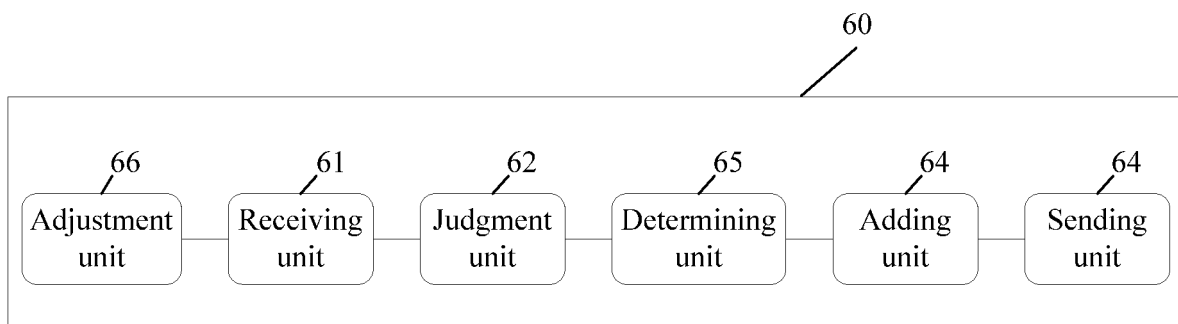 60
66 61 62 65 64 64
Adjustment unit
Receiving unit
Judgment unit
Determining unit
Adding unit
Sending unit